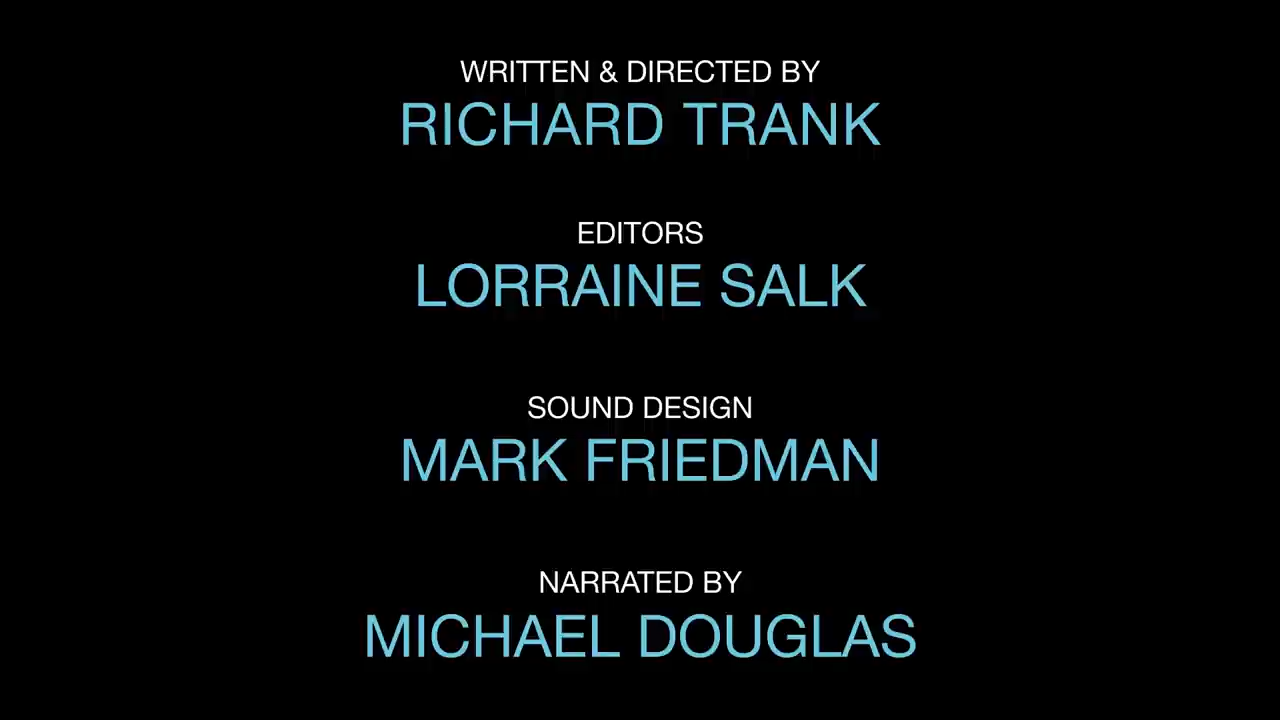 WRITTEN & DIRECTED BY
RICHARD TRANK
EDITORS
LORRAINE SALK
SOUND DESIGN
MARK FRIEDMAN
NARRATED BY
MICHAEL DOUGLAS